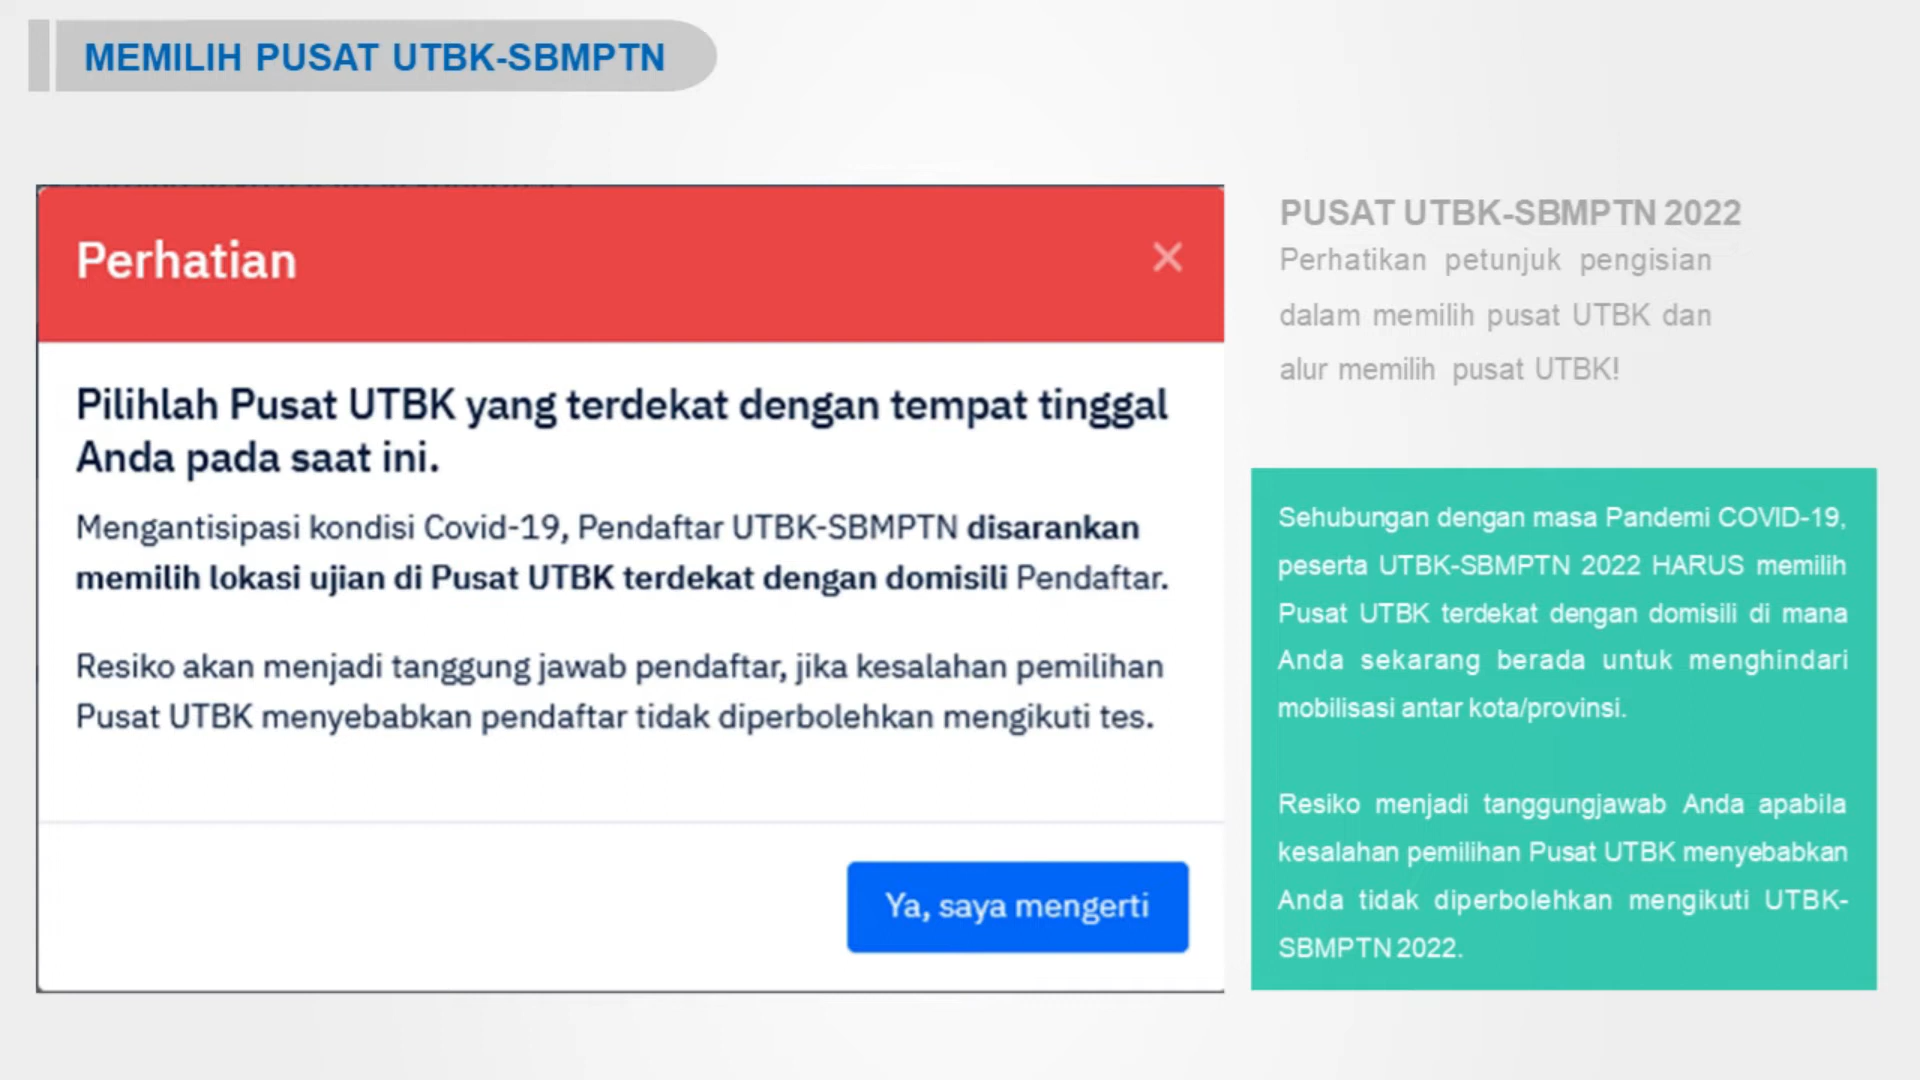 MEMILIH PUSAT UTBK-SBMPTN
Perhatian
Pilihlah Pusat UTBK yang terdekat dengan tempat tinggal
Anda pada saat ini.
Mengantisipasi kondisi Covid-19, Pendaftar UTBK-SBMPTN disarankan
memilih lokasi ujian di Pusat UTBK terdekat dengan domisili Pendaftar.
Resiko akan menjadi tanggung jawab pendaftar, jika kesalahan pemilihan
Pusat UTBK menyebabkan pendaftar tidak diperbolehkan mengikuti tes.
Ya, saya mengerti
PUSAT UTBK-SBMPTN 2022
Perhatikan petunjuk pengisian
dalam memilih pusat UTBK dan
alur memilih pusat UTBK!
Sehubungan dengan masa Pandemi COVID-19,
peserta UTBK-SBMPTN 2022 HARUS memilih
Pusat UTBK terdekat dengan domisili di mana
Anda sekarang berada untuk menghindari
mobilisasi antar kota/provinsi.
Resiko menjadi tanggungjawab Anda apabila
kesalahan pemilihan Pusat UTBK menyebabkan
Anda tidak diperbolehkan mengikuti UTBK-
SBMPTN 2022.